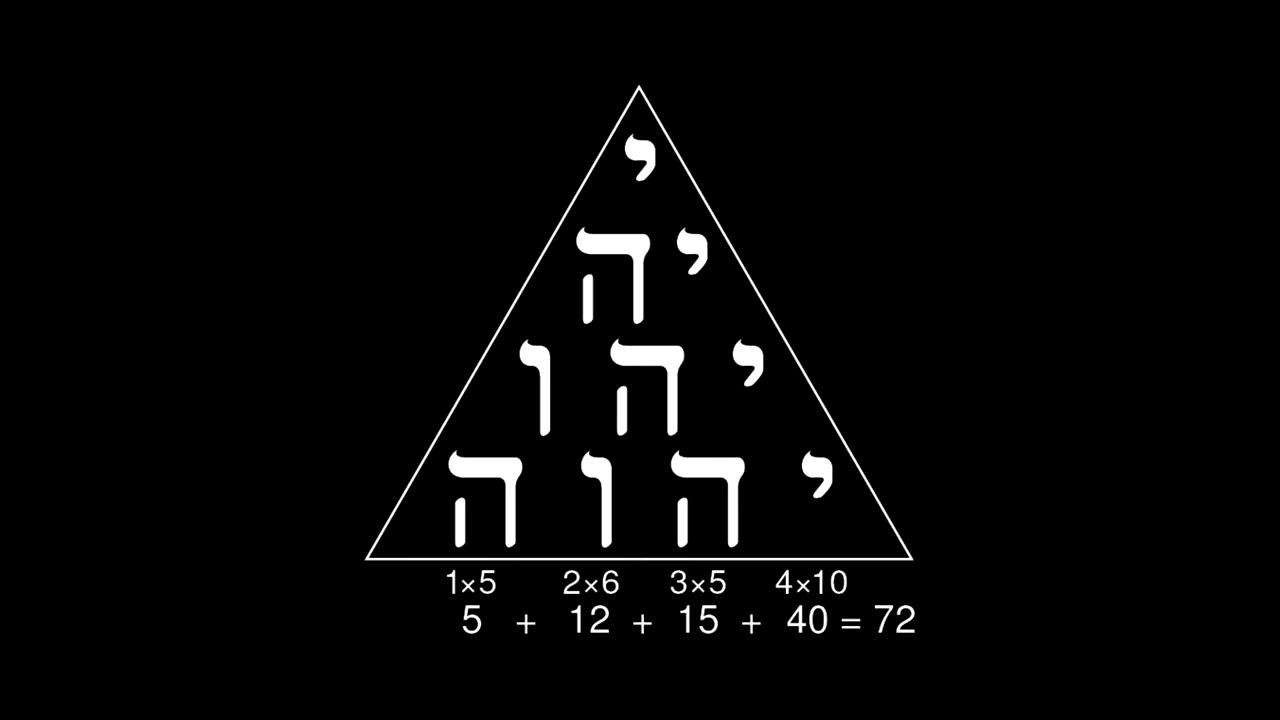 י
יה
יהו
יהוה
1×5 2×6 3×5 4×10
5 + 12 + 15 + 40 = 72